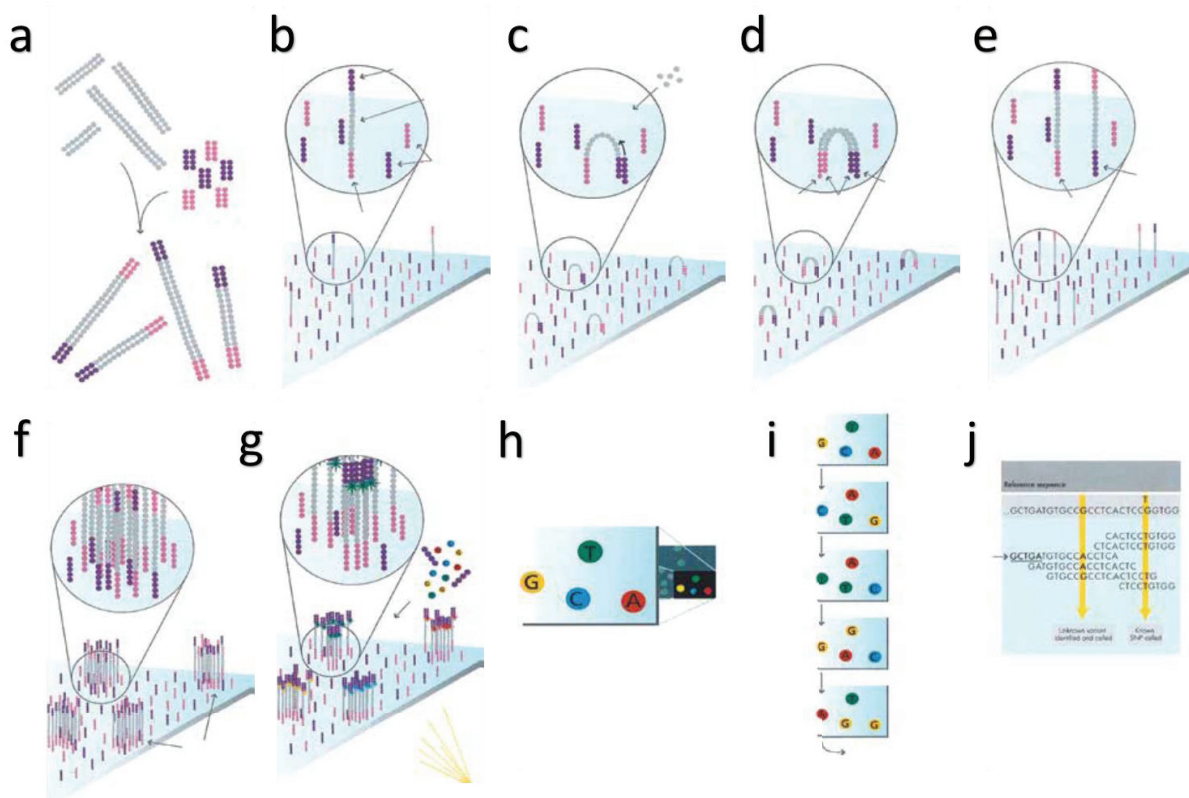 a
b
c
d
e
f
g
h
i
j
T
G
C
A
T
G
C
A
A
C
T
G
A
T
T
C
G
G
A
C
T
A
G
G
Reference sequence
T
...GCTGATGTGCCGCCTCACTCCGGTGG
CACTCCTGTGG
CTCACTCCTGTGG
GCTGATGTGCCACCTCA
GATGTGCCACCTCACTC
GTGCCGCCTCACTCCTG
CTCCTGTGG
Unknown variant
identified and called
Known
SNP called